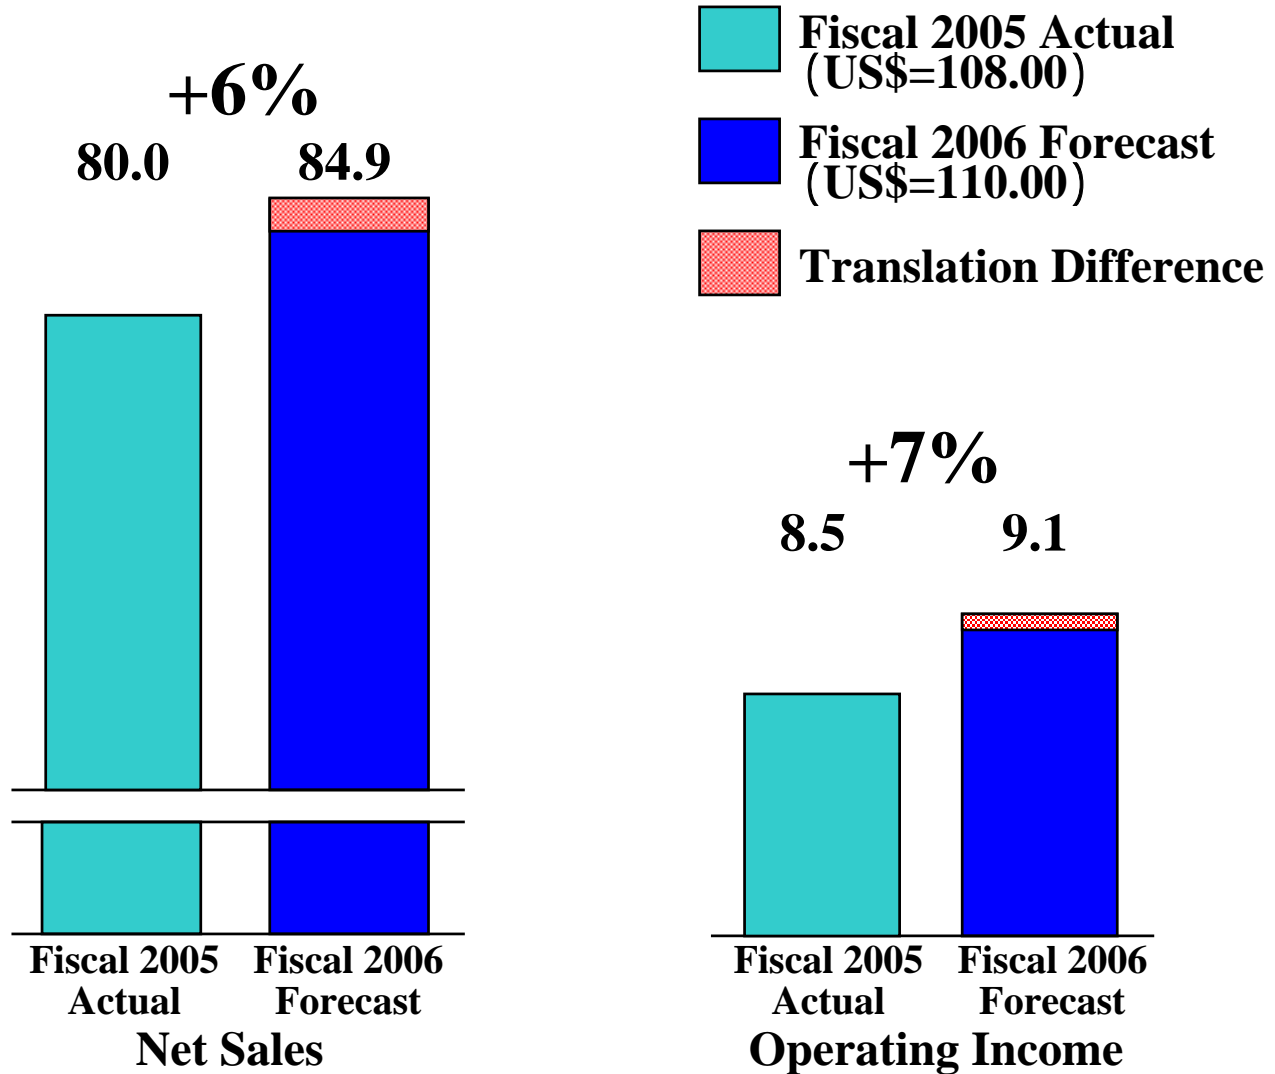 Fiscal 2005 Actual
(US$=108.00)
Fiscal 2006 Forecast
(US$=110.00)
Translation Difference
+6%
80.0 84.9
+7%
8.5 9.1
Fiscal 2005 Fiscal 2006
Actual Forecast
Net Sales
Fiscal 2005 Fiscal 2006
Actual Forecast
Operating Income